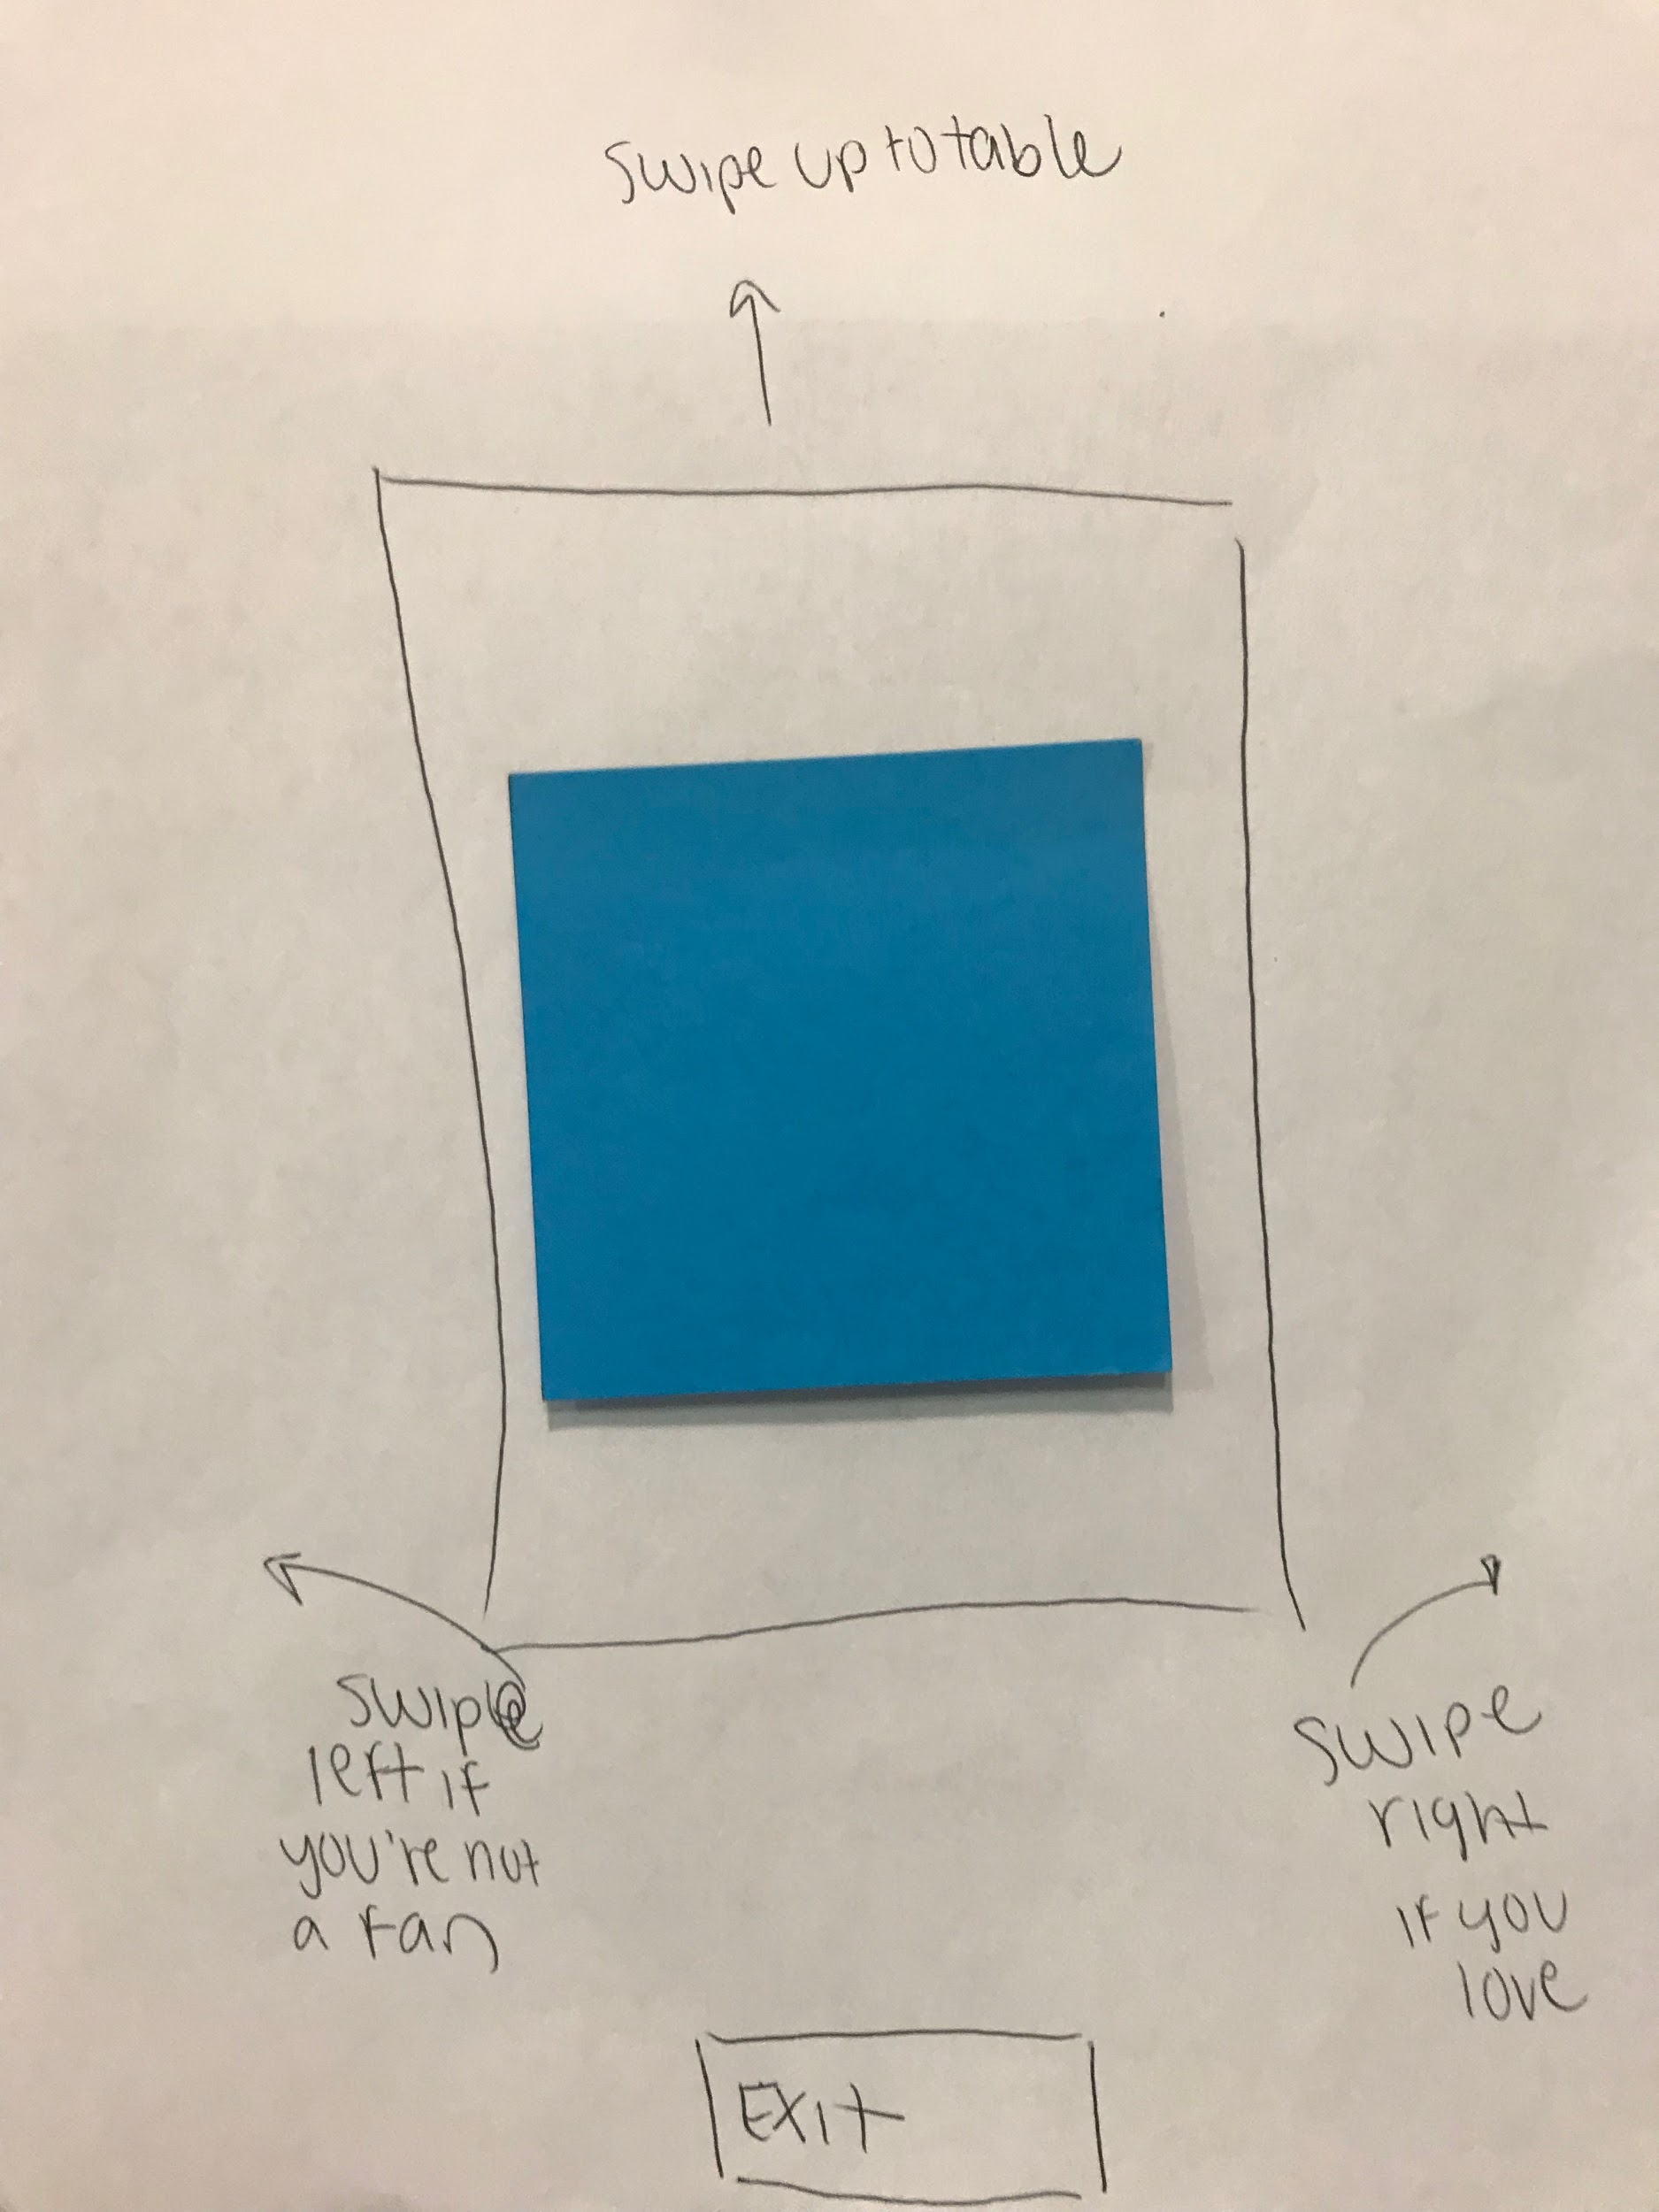 swipe up to table
swipe
left if
you're not
a fan
swipe
right
if you
love
Exit